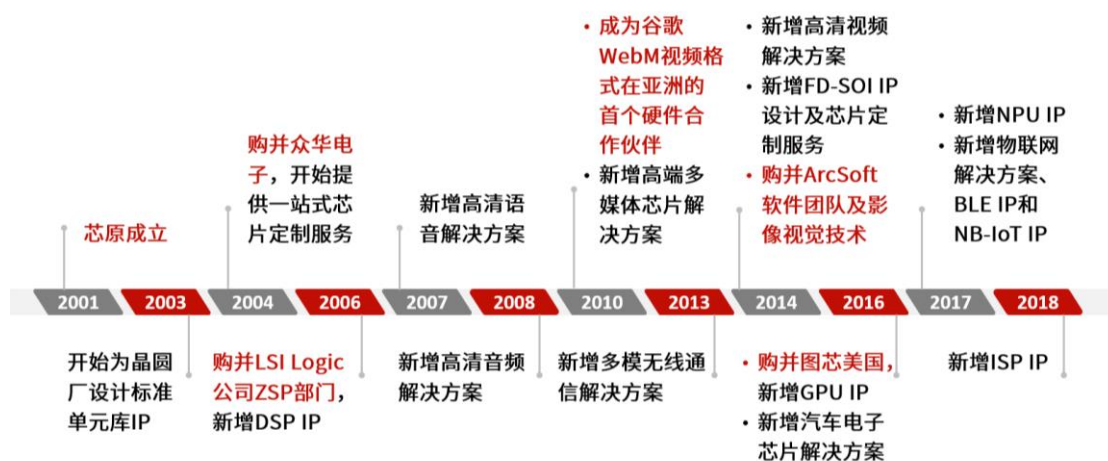 芯原成立
购并众华电
子，开始提
供一站式芯
片定制服务
新增高清语
音解决方案
• 成为谷歌
WebM视频格
式在亚洲的
首个硬件合
作伙伴
• 新增高端多
媒体芯片解
决方案
• 新增高清视频
解决方案
• 新增FD-SOI IP
设计及芯片定
制服务
• 购并ArcSoft
软件团队及影
像视觉技术
• 新增NPU IP
• 新增物联网
解决方案、
BLE IP和
NB-IoT IP
2001 2003 2004 2006 2007 2008 2010 2013 2014 2016 2017 2018
开始为晶圆
厂设计标准
单元库IP
购并LSI Logic
公司ZSP部门，
新增DSP IP
新增高清音频
解决方案
新增多模无线通
信解决方案
• 购并图芯美国，
新增GPU IP
• 新增汽车电子
芯片解决方案
新增ISP IP